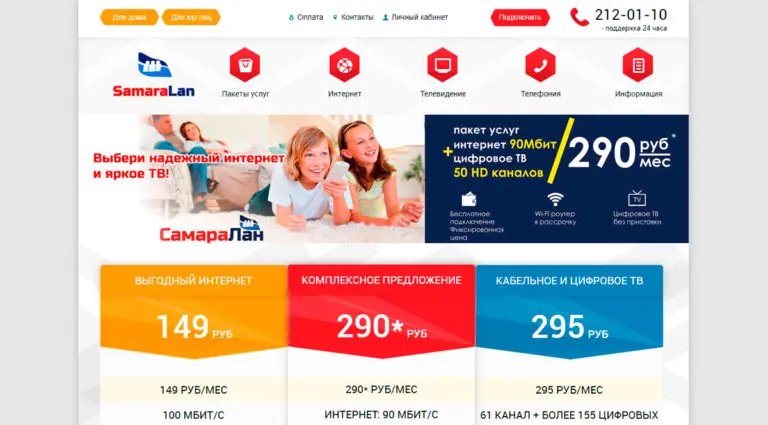 Для дома
Для юр лиц
Оплата
Контакты
Личный кабинет
Подключить
212-01-10
- поддержка 24 часа
SamaraLan
Пакеты услуг
Интернет
Телевидение
Телефония
Информация
Выбери надежный интернет
и яркое ТВ!
СамараЛан
пакет услуг
+ интернет 90Мбит
цифровое ТВ
50 HD каналов
290 руб*
мес
Бесплатное
подключение
Фиксированная
цена
Wi-Fi роутер
в рассрочку
TV
Цифровое ТВ
без приставки
ВЫГОДНЫЙ ИНТЕРНЕТ
149 РУБ
149 РУБ/МЕС
100 МБИТ/С
КОМПЛЕКСНОЕ ПРЕДЛОЖЕНИЕ
290* РУБ
290* РУБ/МЕС
ИНТЕРНЕТ: 90 МБИТ/С
КАБЕЛЬНОЕ И ЦИФРОВОЕ ТВ
295 РУБ
295 РУБ/МЕС
61 КАНАЛ + БОЛЕЕ 155 ЦИФРОВЫХ